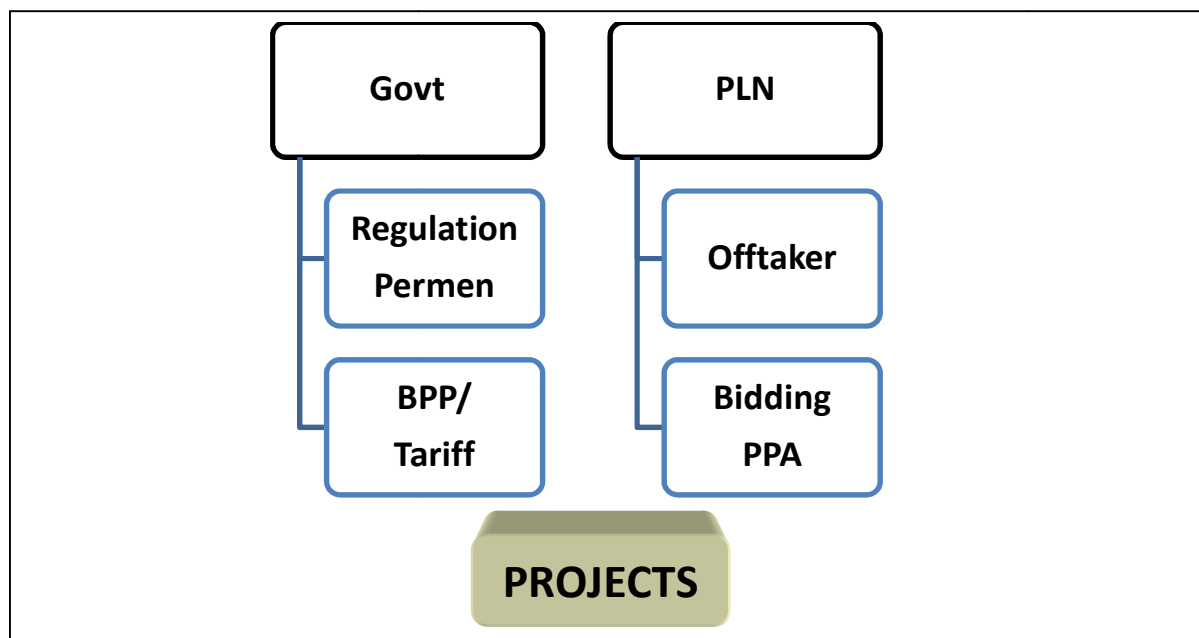 Govt
PLN
Regulation
Permen
Offtaker
BPP/
Tariff
Bidding
PPA
PROJECTS